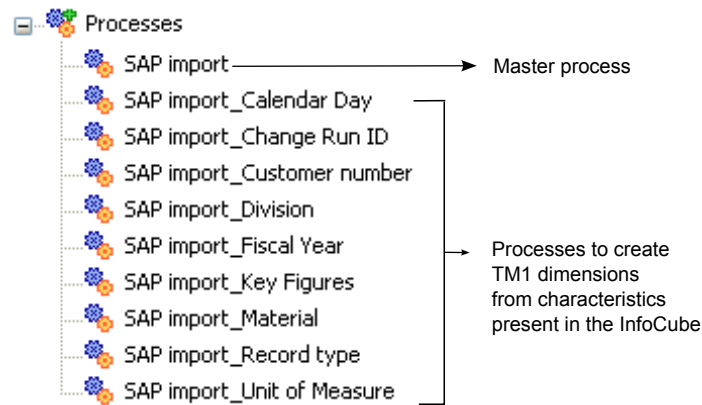 Processes
SAP import
Master process
SAP import_Calendar Day
SAP import_Change Run ID
SAP import_Customer number
SAP import_Division
SAP import_Fiscal Year
SAP import_Key Figures
SAP import_Material
SAP import_Record type
SAP import_Unit of Measure
Processes to create
TM1 dimensions
from characteristics
present in the InfoCube